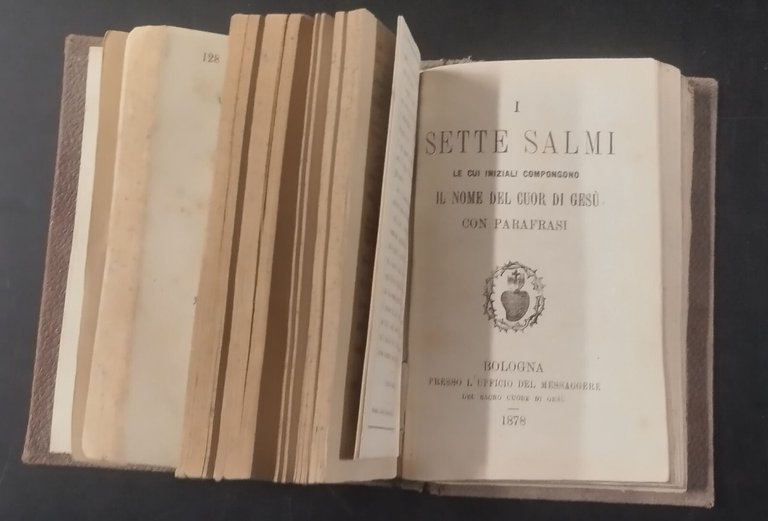 128
I
SETTE SALMI
LE CUI INIZIALI COMPONGONO
IL NOME DEL CUOR DI GESÙ
CON PARAFRASI
BOLOGNA
PRESSO L'UFFICIO DEL MESSAGGERE
DEL SACRO CUORE DI GESÙ
1878